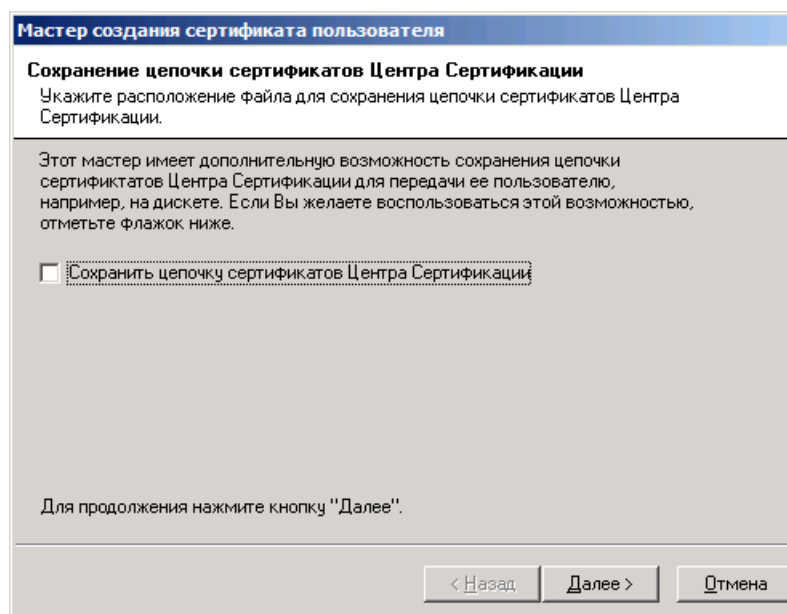 Мастер создания сертификата пользователя
Сохранение цепочки сертификатов Центра Сертификации
Укажите расположение файла для сохранения цепочки сертификатов Центра
Сертификации.
Этот мастер имеет дополнительную возможность сохранения цепочки
сертификтатов Центра Сертификации для передачи ее пользователю,
например, на дискете. Если Вы желаете воспользоваться этой возможностью,
отметьте флажок ниже.
Сохранить цепочку сертификатов Центра Сертификации
Для продолжения нажмите кнопку "Далее".
< Назад Далее > Отмена